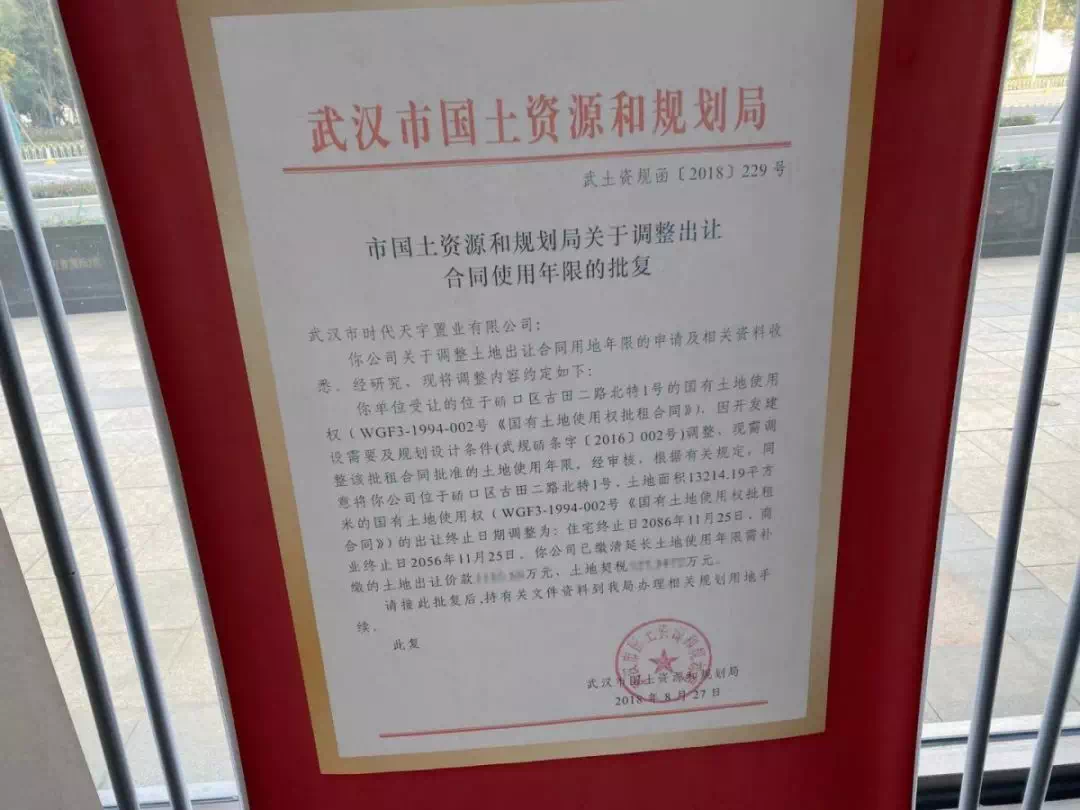 武汉市国土资源和规划局
武土资规函〔2018〕229号
市国土资源和规划局关于调整出让
合同使用年限的批复
武汉市时代天宇置业有限公司：
你公司关于调整土地出让合同用地年限的申请及相关资料收
悉。经研究，现将调整内容约定如下：
你单位受让的位于硚口区古田二路北特1号的国有土地使用
权（WGF3-1994-002号《国有土地使用权批租合同》)，因开发建
设需要及规划设计条件(武规硚条字〔2016〕002号)调整，现需调
整该批租合同批准的土地使用年限。经审核，根据有关规定，同
意将你公司位于硚口区古田二路北特1号、土地面积13214.19平方
米的国有土地使用权（WGF3-1994-002号《国有土地使用权批租
合同》)的出让终止日期调整为：住宅终止日2086年11月25日、商
业终止日2056年11月25日。你公司已缴清延长土地使用年限需补
缴的土地出让价款万元、土地契税万元。
请接此批复后,持有关文件资料到我局办理相关规划用地手
续。
此复
武汉市国土资源和规划局
2018年8月27日